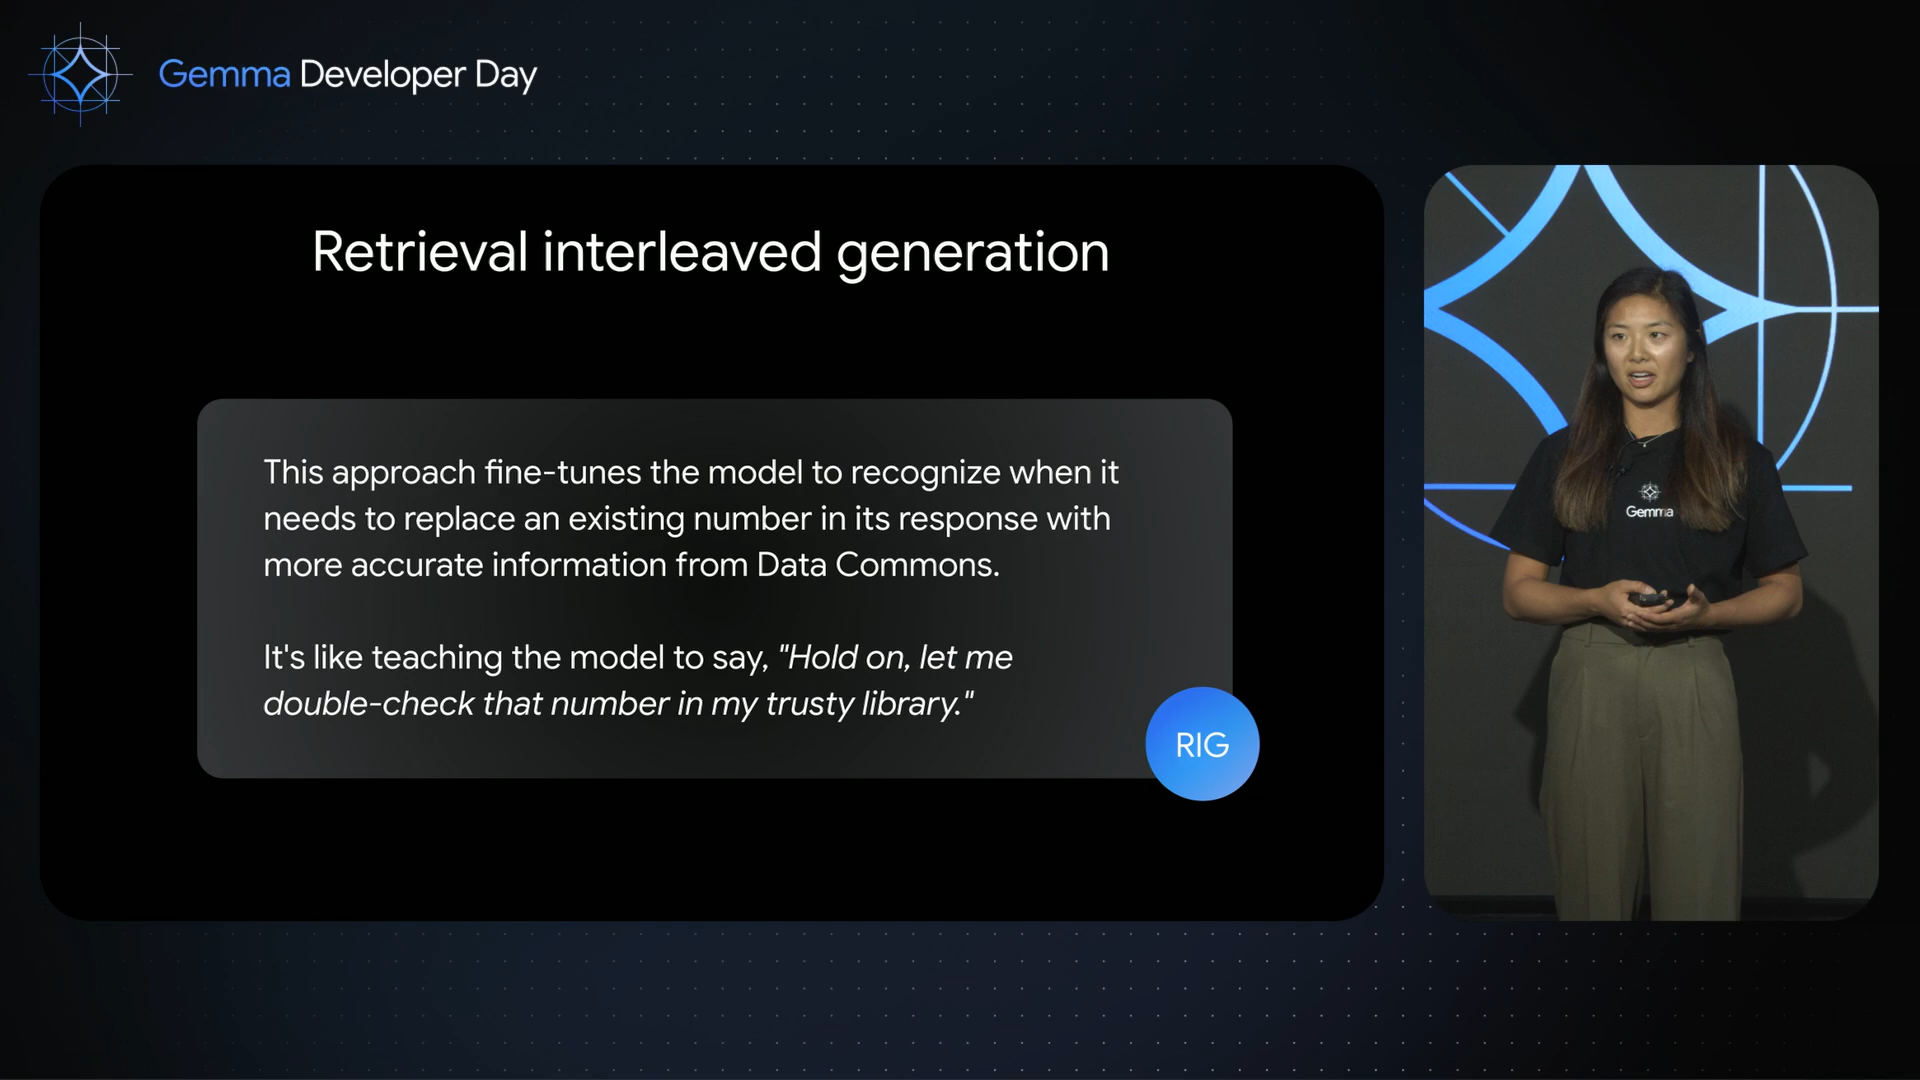 Gemma Developer Day
Retrieval interleaved generation
This approach fine-tunes the model to recognize when it
needs to replace an existing number in its response with
more accurate information from Data Commons.
It's like teaching the model to say, "Hold on, let me
double-check that number in my trusty library."
RIG
Gemma